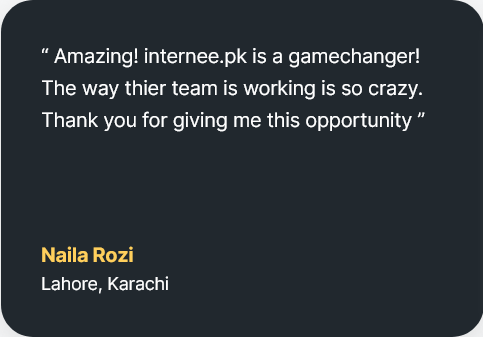 “ Amazing! internee.pk is a gamechanger!
The way thier team is working is so crazy.
Thank you for giving me this opportunity ”
Naila Rozi
Lahore, Karachi